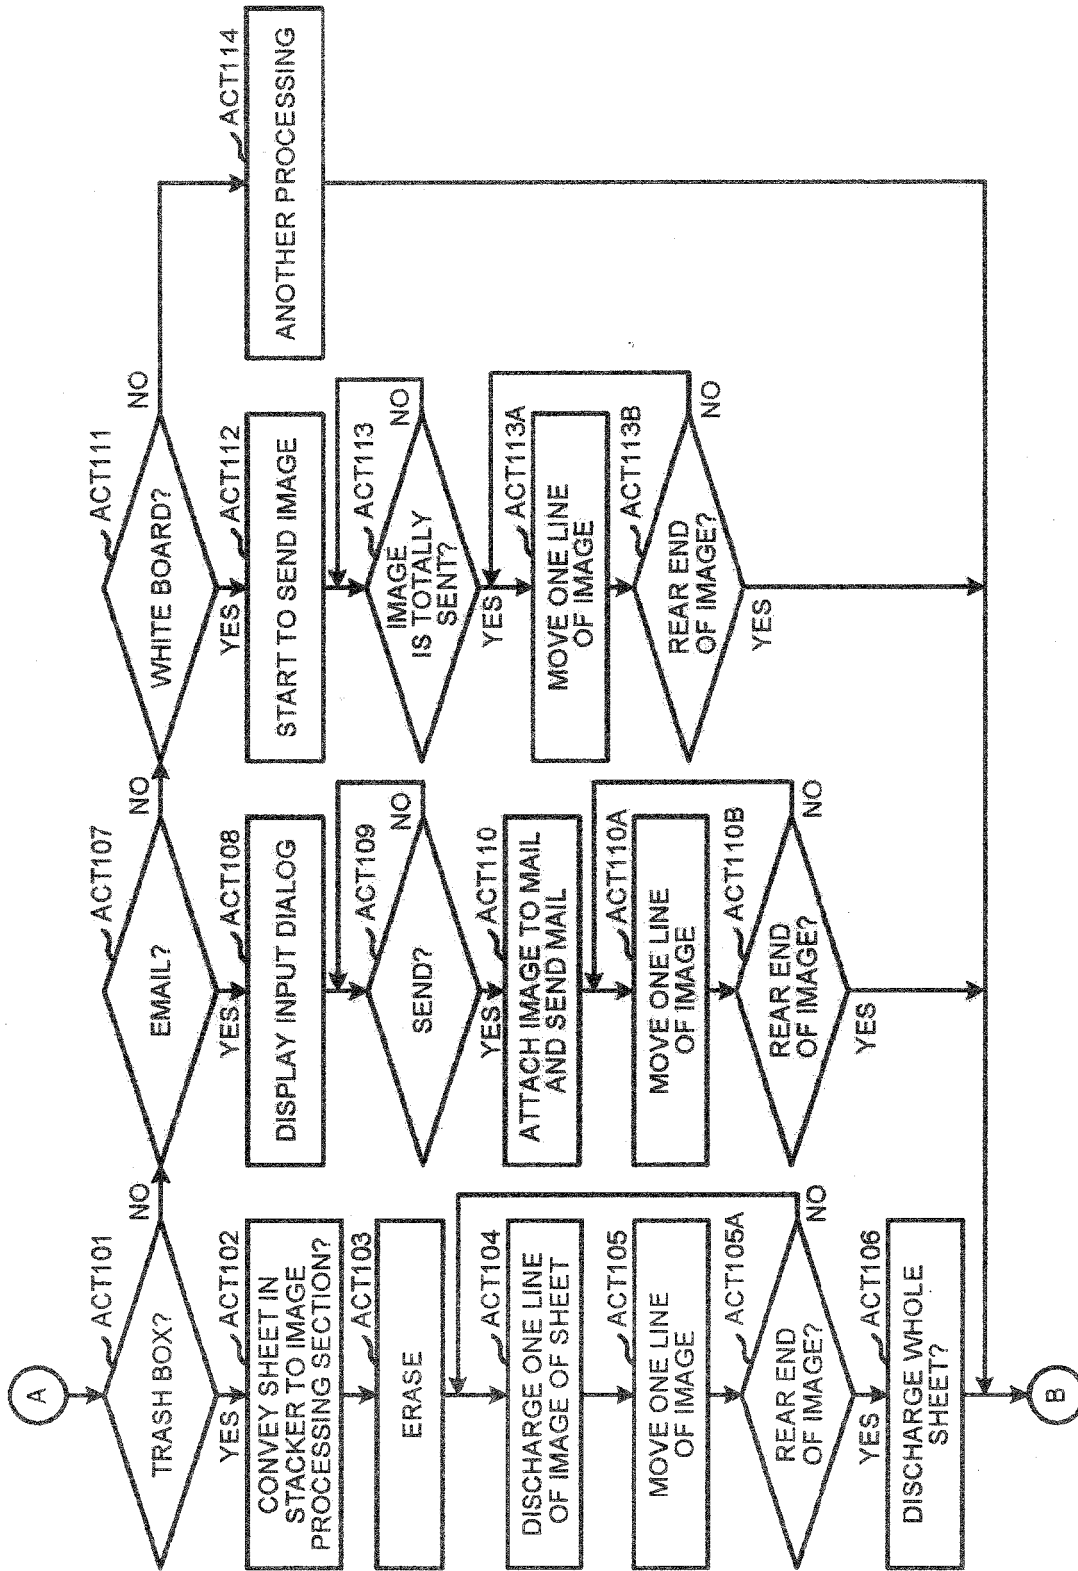 A
ACT101
TRASH BOX?
NO
YES
ACT102
CONVEY SHEET IN
STACKER TO IMAGE
PROCESSING SECTION?
ACT103
ERASE
ACT104
DISCHARGE ONE LINE
OF IMAGE OF SHEET
ACT105
MOVE ONE LINE
OF IMAGE
ACT105A
REAR END
OF IMAGE?
NO
YES
ACT106
DISCHARGE WHOLE
SHEET?
B
ACT107
EMAIL?
NO
YES
ACT108
DISPLAY INPUT DIALOG
ACT109
SEND?
NO
YES
ACT110
ATTACH IMAGE TO MAIL
AND SEND MAIL
ACT110A
MOVE ONE LINE
OF IMAGE
ACT110B
REAR END
OF IMAGE?
NO
YES
ACT111
WHITE BOARD?
NO
YES
ACT112
START TO SEND IMAGE
ACT113
IMAGE
IS TOTALLY
SENT?
NO
YES
ACT113A
MOVE ONE LINE
OF IMAGE
ACT113B
REAR END
OF IMAGE?
NO
YES
ACT114
ANOTHER PROCESSING